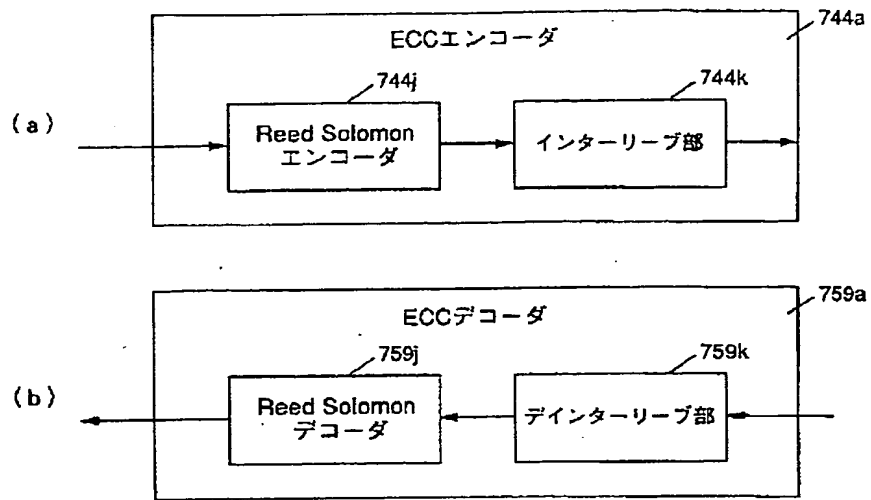 ECCエンコーダ
744a
744j
744k
(a)
Reed Solomon
エンコーダ
インターリーブ部
ECCデコーダ
759a
759j
759k
(b)
Reed Solomon
デコーダ
デインターリーブ部